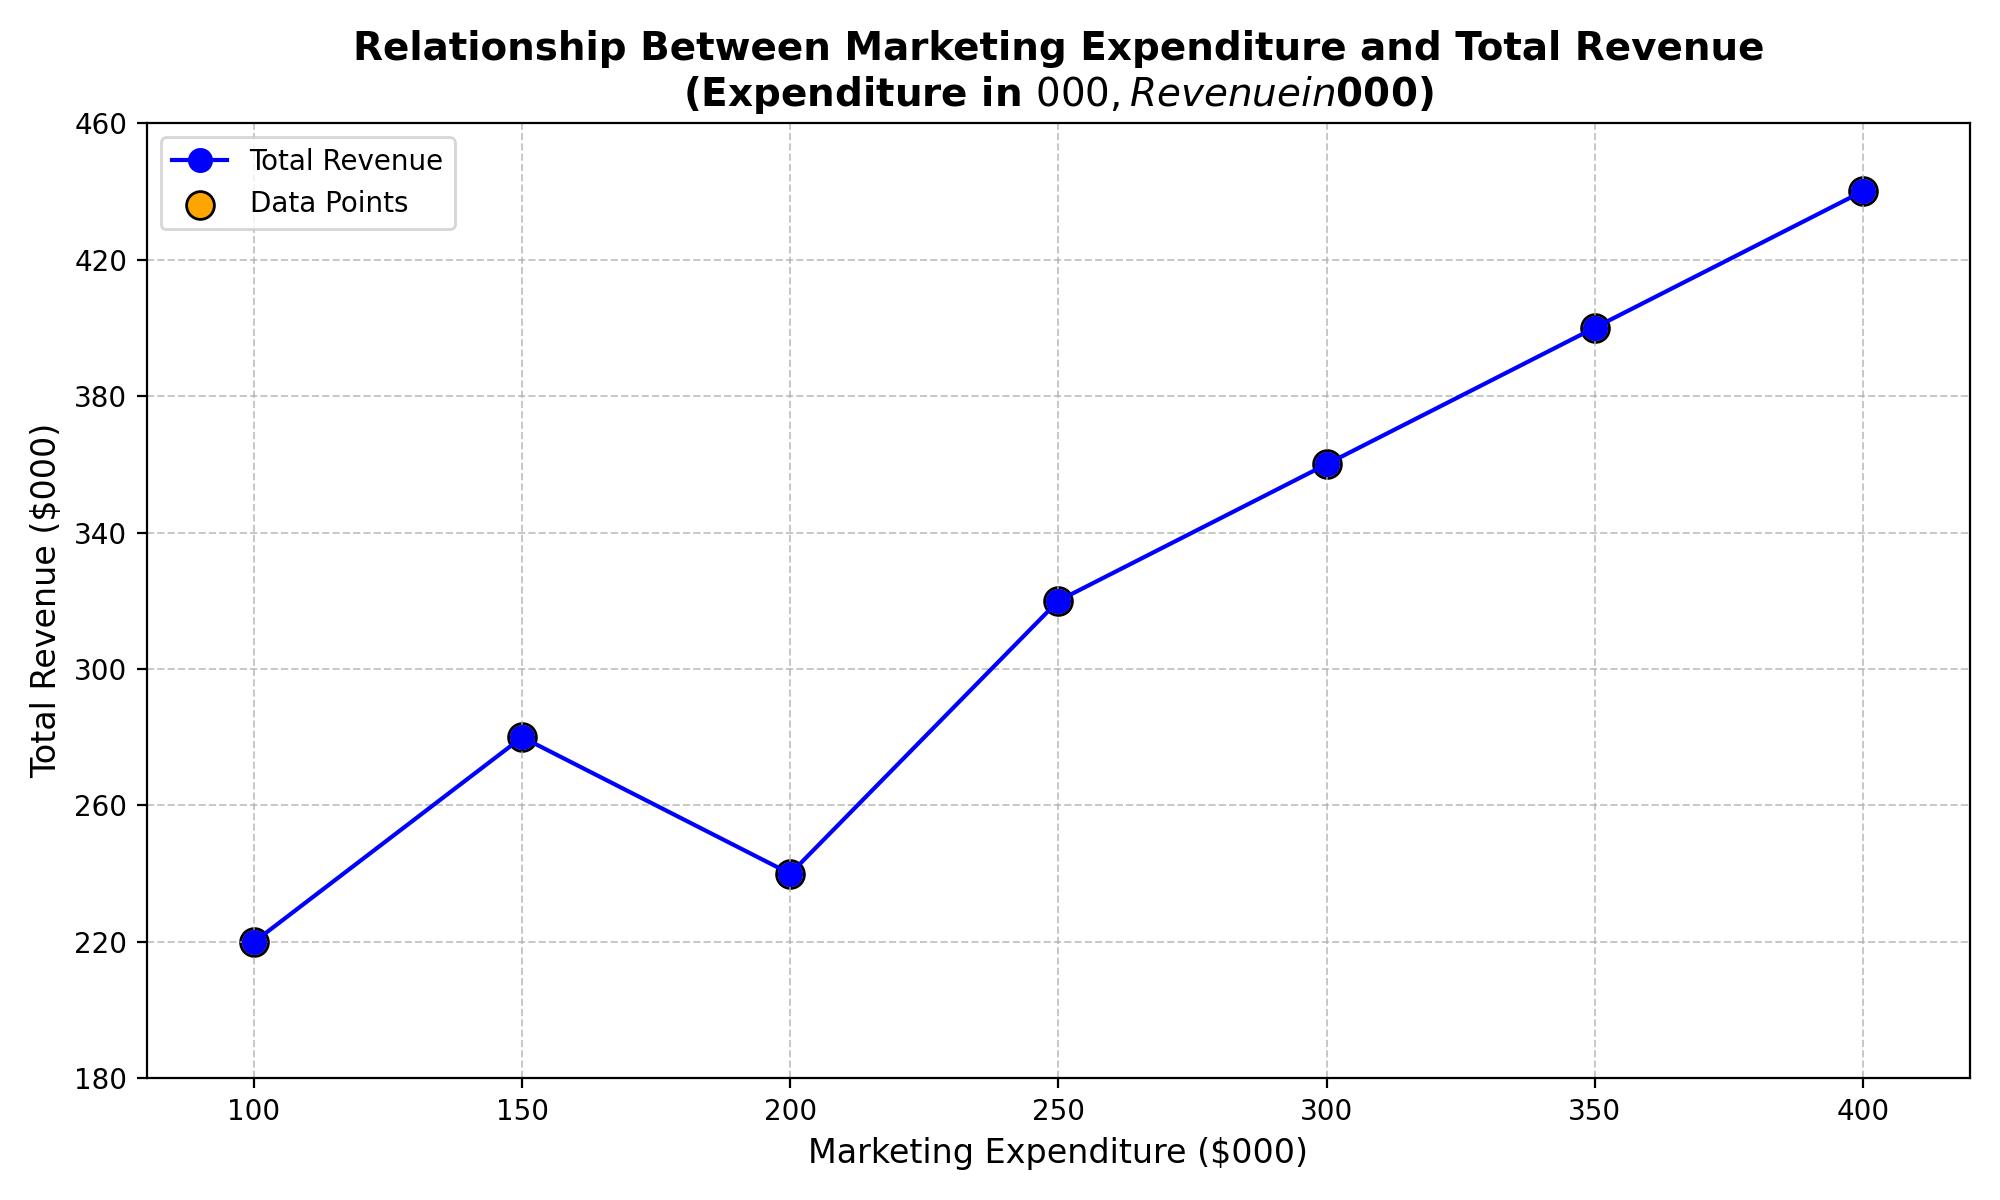 Relationship Between Marketing Expenditure and Total Revenue
(Expenditure in 000,Revenuein000)
Total Revenue
Data Points
460
420
380
340
300
260
220
180
Total Revenue ($000)
100 150 200 250 300 350 400
Marketing Expenditure ($000)